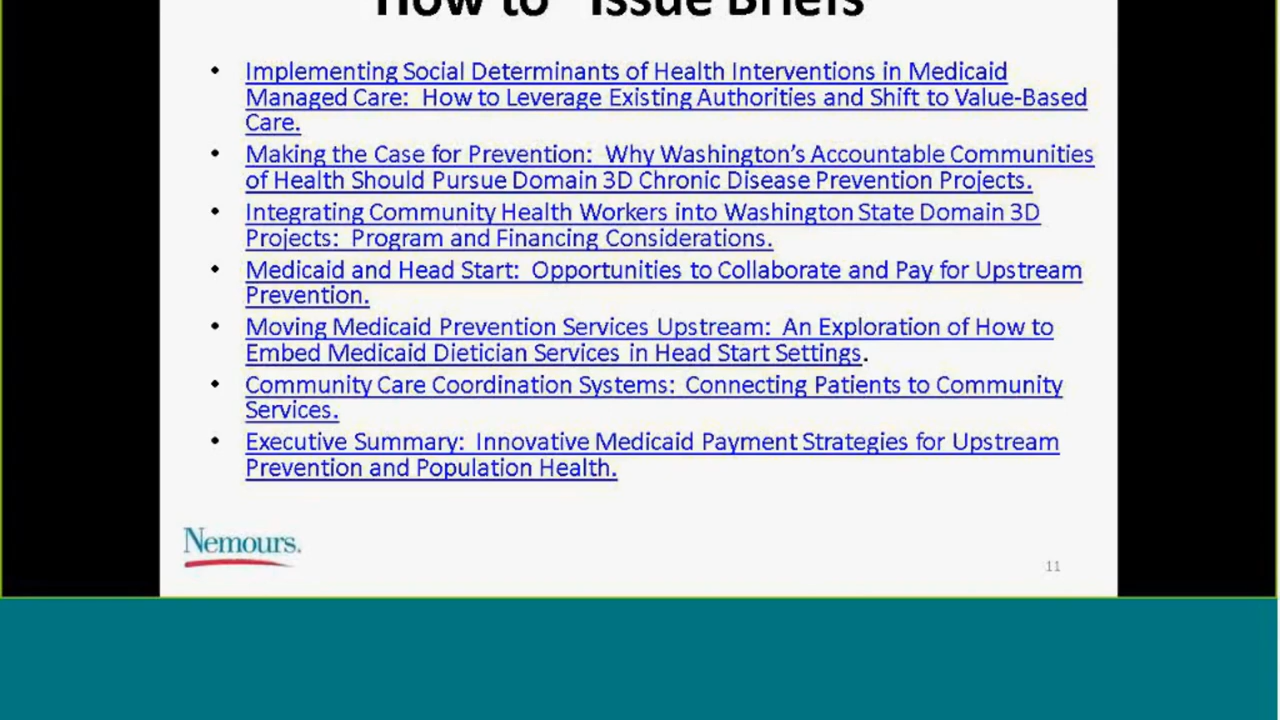 How to Issue Briefs
• Implementing Social Determinants of Health Interventions in Medicaid
Managed Care:  How to Leverage Existing Authorities and Shift to Value-Based
Care.
• Making the Case for Prevention:  Why Washington's Accountable Communities
of Health Should Pursue Domain 3D Chronic Disease Prevention Projects.
• Integrating Community Health Workers into Washington State Domain 3D
Projects:  Program and Financing Considerations.
• Medicaid and Head Start:  Opportunities to Collaborate and Pay for Upstream
Prevention.
• Moving Medicaid Prevention Services Upstream:  An Exploration of How to
Embed Medicaid Dietician Services in Head Start Settings.
• Community Care Coordination Systems:  Connecting Patients to Community
Services.
• Executive Summary:  Innovative Medicaid Payment Strategies for Upstream
Prevention and Population Health.
Nemours.
11